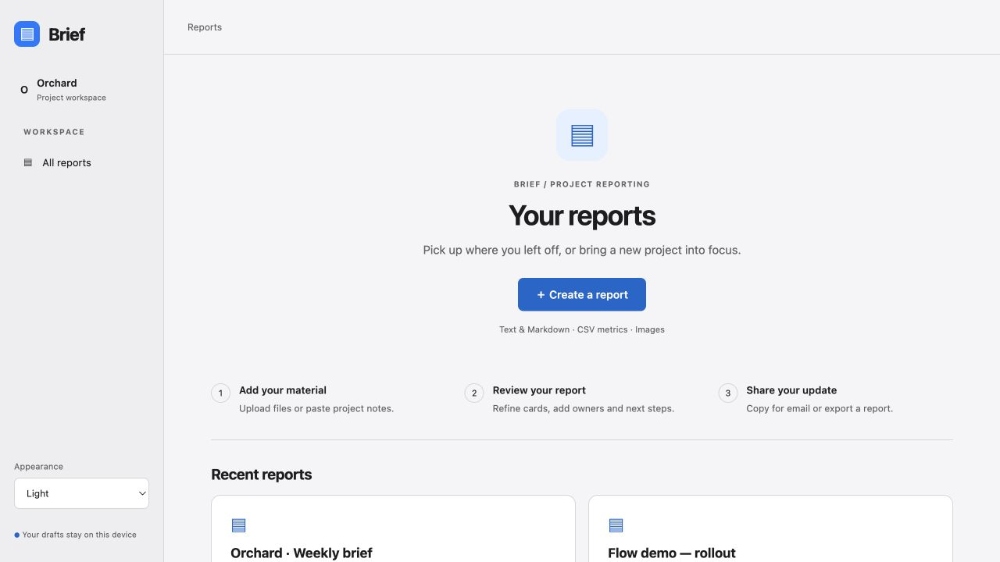 Brief
O
Orchard
Project workspace
WORKSPACE
All reports
Appearance
Light
Your drafts stay on this device
Reports
BRIEF / PROJECT REPORTING
Your reports
Pick up where you left off, or bring a new project into focus.
+ Create a report
Text & Markdown · CSV metrics · Images
1
Add your material
Upload files or paste project notes.
2
Review your report
Refine cards, add owners and next steps.
3
Share your update
Copy for email or export a report.
Recent reports
Orchard · Weekly brief
Flow demo — rollout